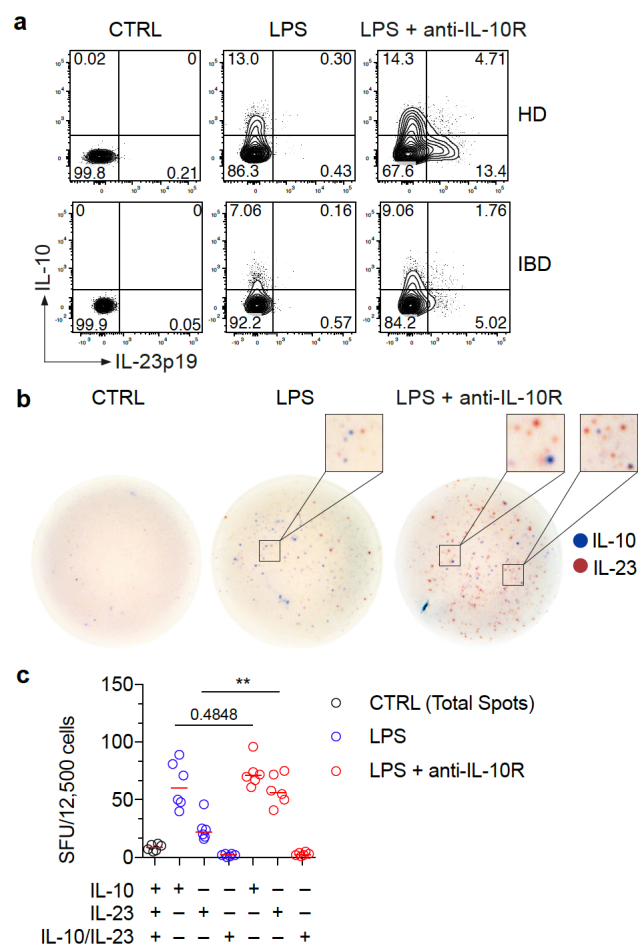 a
CTRL LPS LPS + anti-IL-10R
0.02 0 13.0 0.30 14.3 4.71
HD
99.8 0.21 86.3 0.43 67.6 13.4
0 0 7.06 0.16 9.06 1.76
IBD
99.9 0.05 92.2 0.57 84.2 5.02
IL-10
IL-23p19
b
CTRL LPS LPS + anti-IL-10R
IL-10
IL-23
c
SFU/12,500 cells
150
100
50
0
**
0.4848
CTRL (Total Spots)
LPS
LPS + anti-IL-10R
IL-10 + + − − + − −
IL-23 + − + − − + −
IL-10/IL-23 + − − + − − +